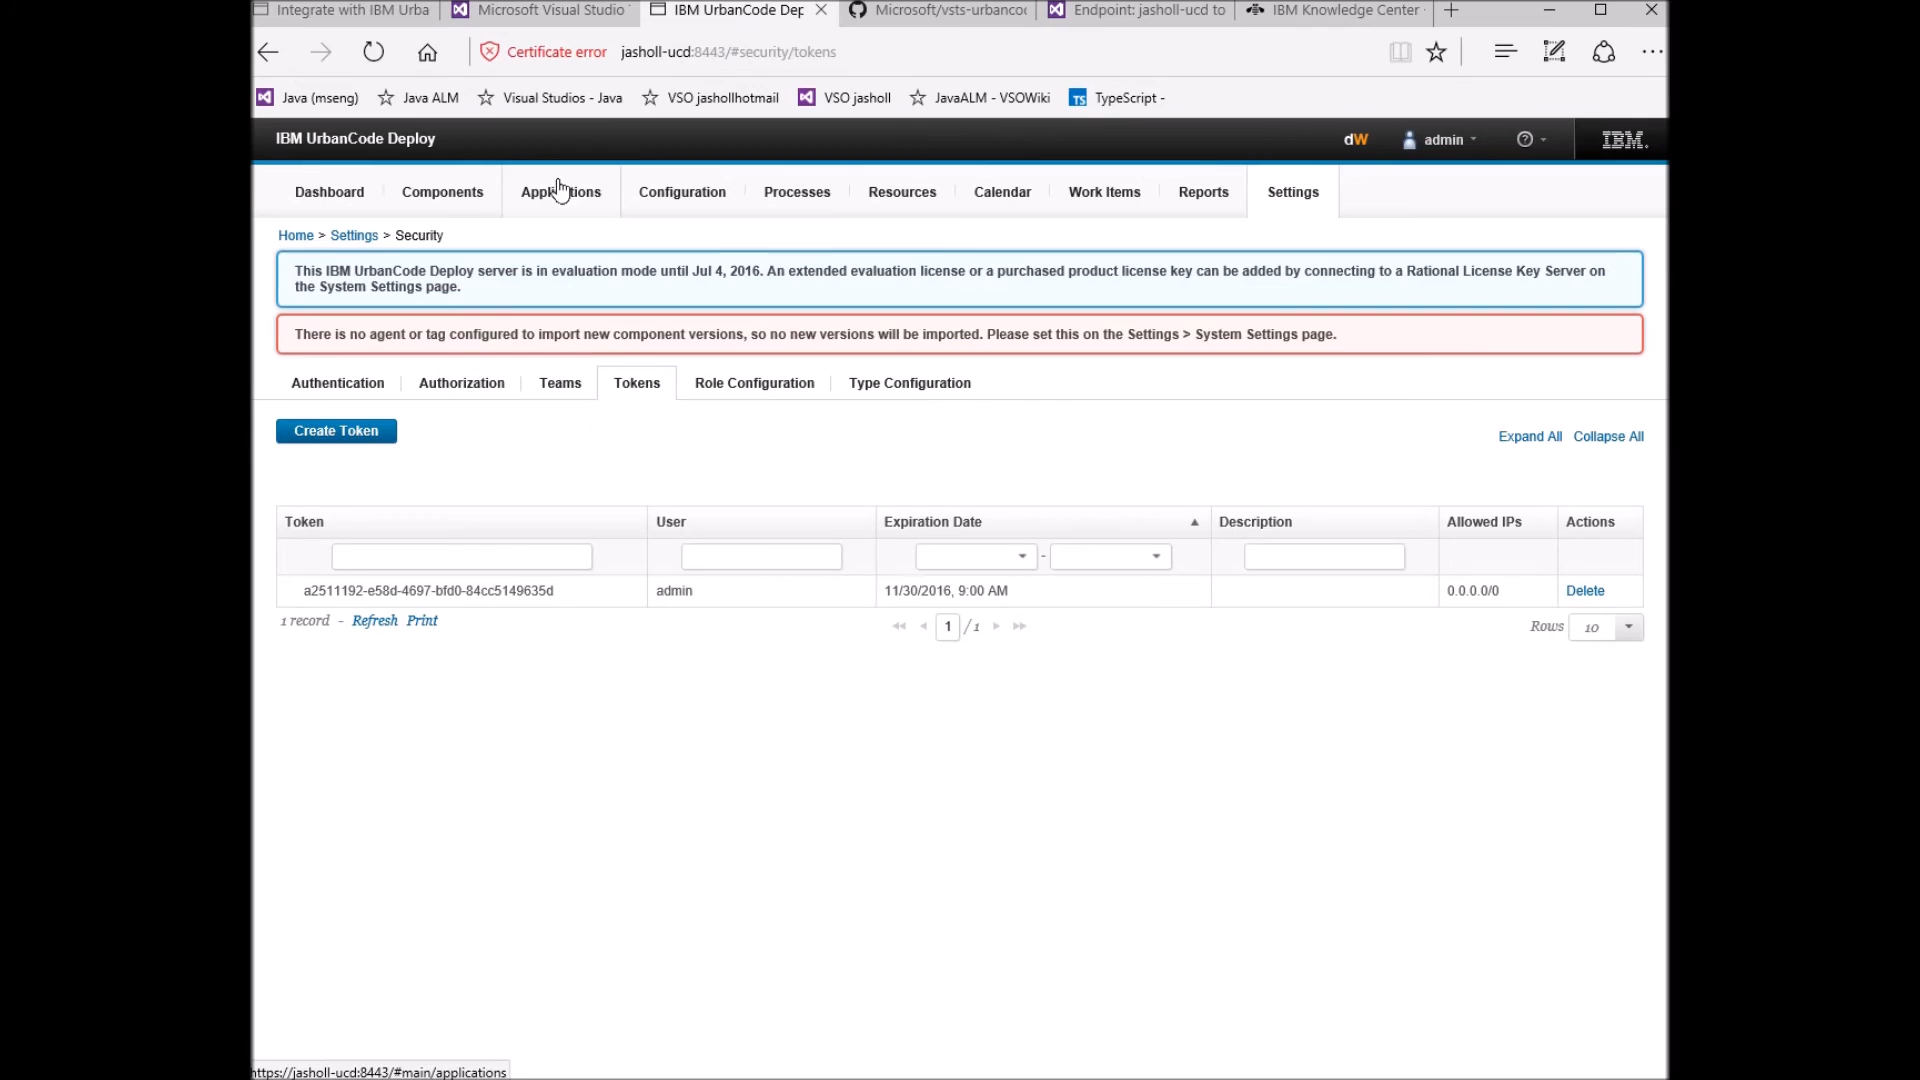 Integrate with IBM Urba
Microsoft Visual Studio
IBM UrbanCode Dep
Microsoft/vsts-urbancod
Endpoint: jasholl-ucd to
IBM Knowledge Center
Certificate error jasholl-ucd:8443/#security/tokens
Java (mseng)
Java ALM
Visual Studios - Java
VSO jashollhotmail
VSO jasholl
JavaALM - VSOWiki
TS TypeScript -
IBM UrbanCode Deploy
dW
admin
IBM.
Dashboard
Components
Applications
Configuration
Processes
Resources
Calendar
Work Items
Reports
Settings
Home > Settings > Security
This IBM UrbanCode Deploy server is in evaluation mode until Jul 4, 2016. An extended evaluation license or a purchased product license key can be added by connecting to a Rational License Key Server on
the System Settings page.
There is no agent or tag configured to import new component versions, so no new versions will be imported. Please set this on the Settings > System Settings page.
Authentication
Authorization
Teams
Tokens
Role Configuration
Type Configuration
Create Token
Expand All Collapse All
Token User Expiration Date Description Allowed IPs Actions
-
a2511192-e58d-4697-bfd0-84cc5149635d admin 11/30/2016, 9:00 AM 0.0.0.0/0 Delete
1 record - Refresh Print
1 / 1
Rows 10
https://jasholl-ucd:8443/#main/applications